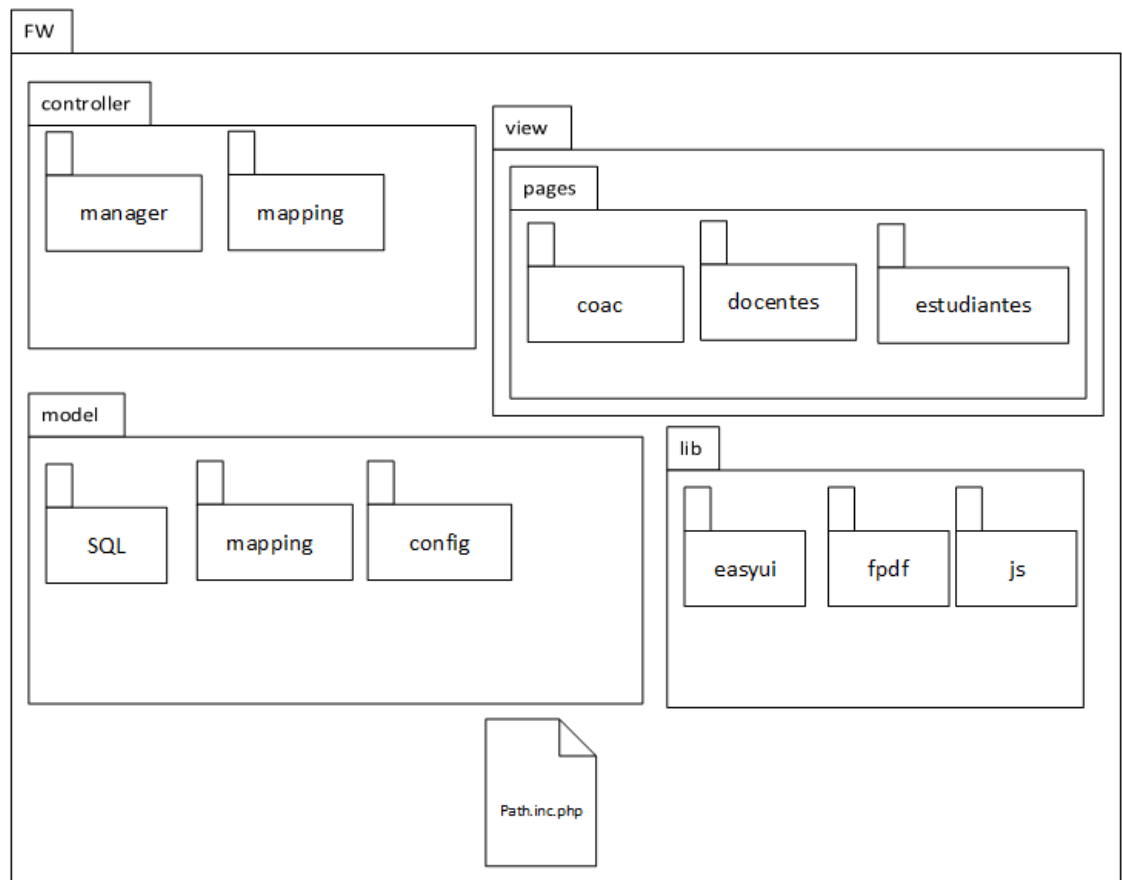 FW
controller
manager
mapping
view
pages
coac
docentes
estudiantes
model
SQL
mapping
config
lib
easyui
fpdf
js
Path.inc.php